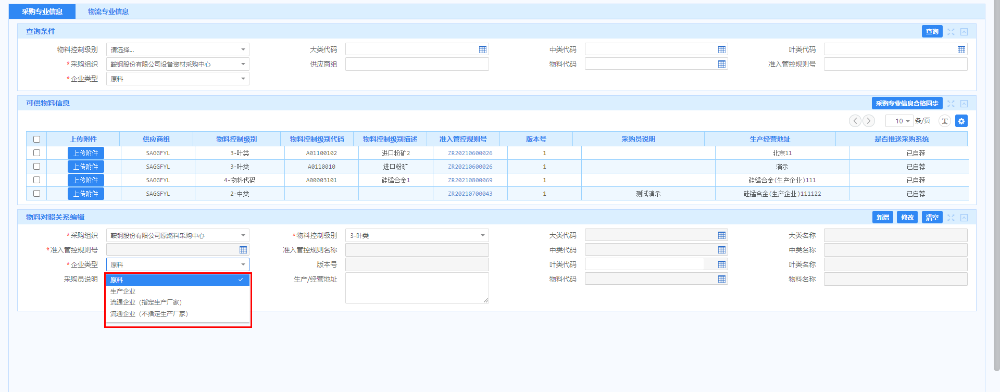 采购专业信息 物流专业信息
查询条件 查询
物料控制级别 请选择... 大类代码 中类代码 叶类代码
*采购组织 鞍钢股份有限公司设备资材采购中心 供应商组 物料代码 准入管控规则号
*企业类型 原料
可供物料信息 采购专业信息合格同步
10 条/页 T
上传附件 供应商组 物料控制级别 物料控制级别代码 物料控制级别描述 准入管控规则号 版本号 采购员说明 生产经营地址 是否推送采购系统
上传附件 SAGGFYL 3-叶类 A01100102 进口粉矿2 ZR20210600026 1 北京11 已自荐
上传附件 SAGGFYL 3-叶类 A0110010 进口粉矿 ZR20210600026 1 演示 已自荐
上传附件 SAGGFYL 4-物料代码 A00003101 硅锰合金1 ZR20210800069 1 硅锰合金(生产企业)111 已自荐
上传附件 SAGGFYL 2-中类 ZR20210700043 1 测试演示 硅锰合金(生产企业)111122 已自荐
物料对照关系编辑 新增 修改 清空
*采购组织 鞍钢股份有限公司原燃料采购中心 *物料控制级别 3-叶类 大类代码 大类名称
*准入管控规则号 准入管控规则名称 中类代码 中类名称
*企业类型 原料 版本号 叶类代码 叶类名称
采购员说明 原料 生产/经营地址 物料代码 物料名称
生产企业
流通企业（指定生产厂家）
流通企业（不指定生产厂家）